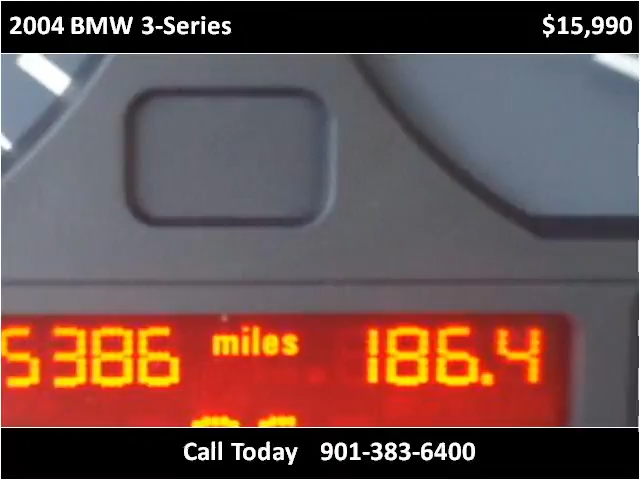 2004 BMW 3-Series $15,990
5386 miles 186.4
Call Today 901-383-6400